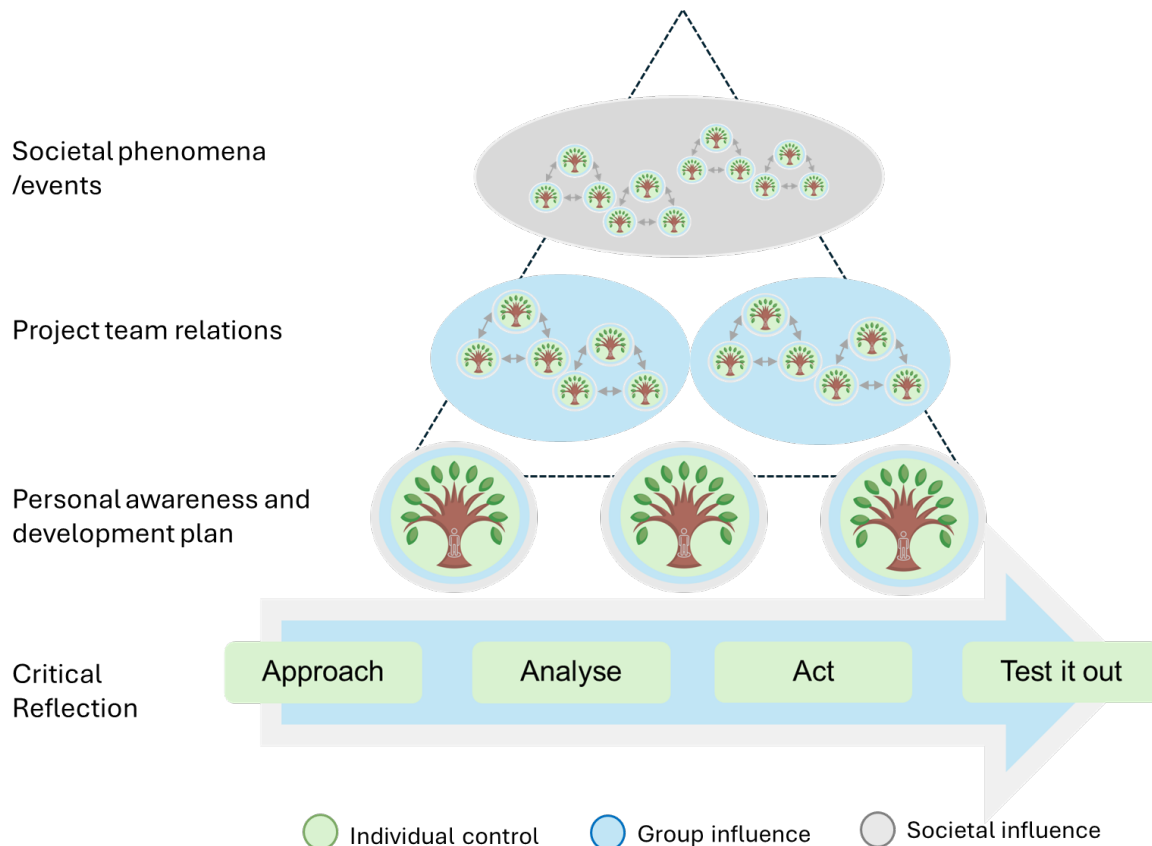 Societal phenomena
/events
Project team relations
Personal awareness and
development plan
Critical
Reflection
Approach
Analyse
Act
Test it out
Individual control
Group influence
Societal influence